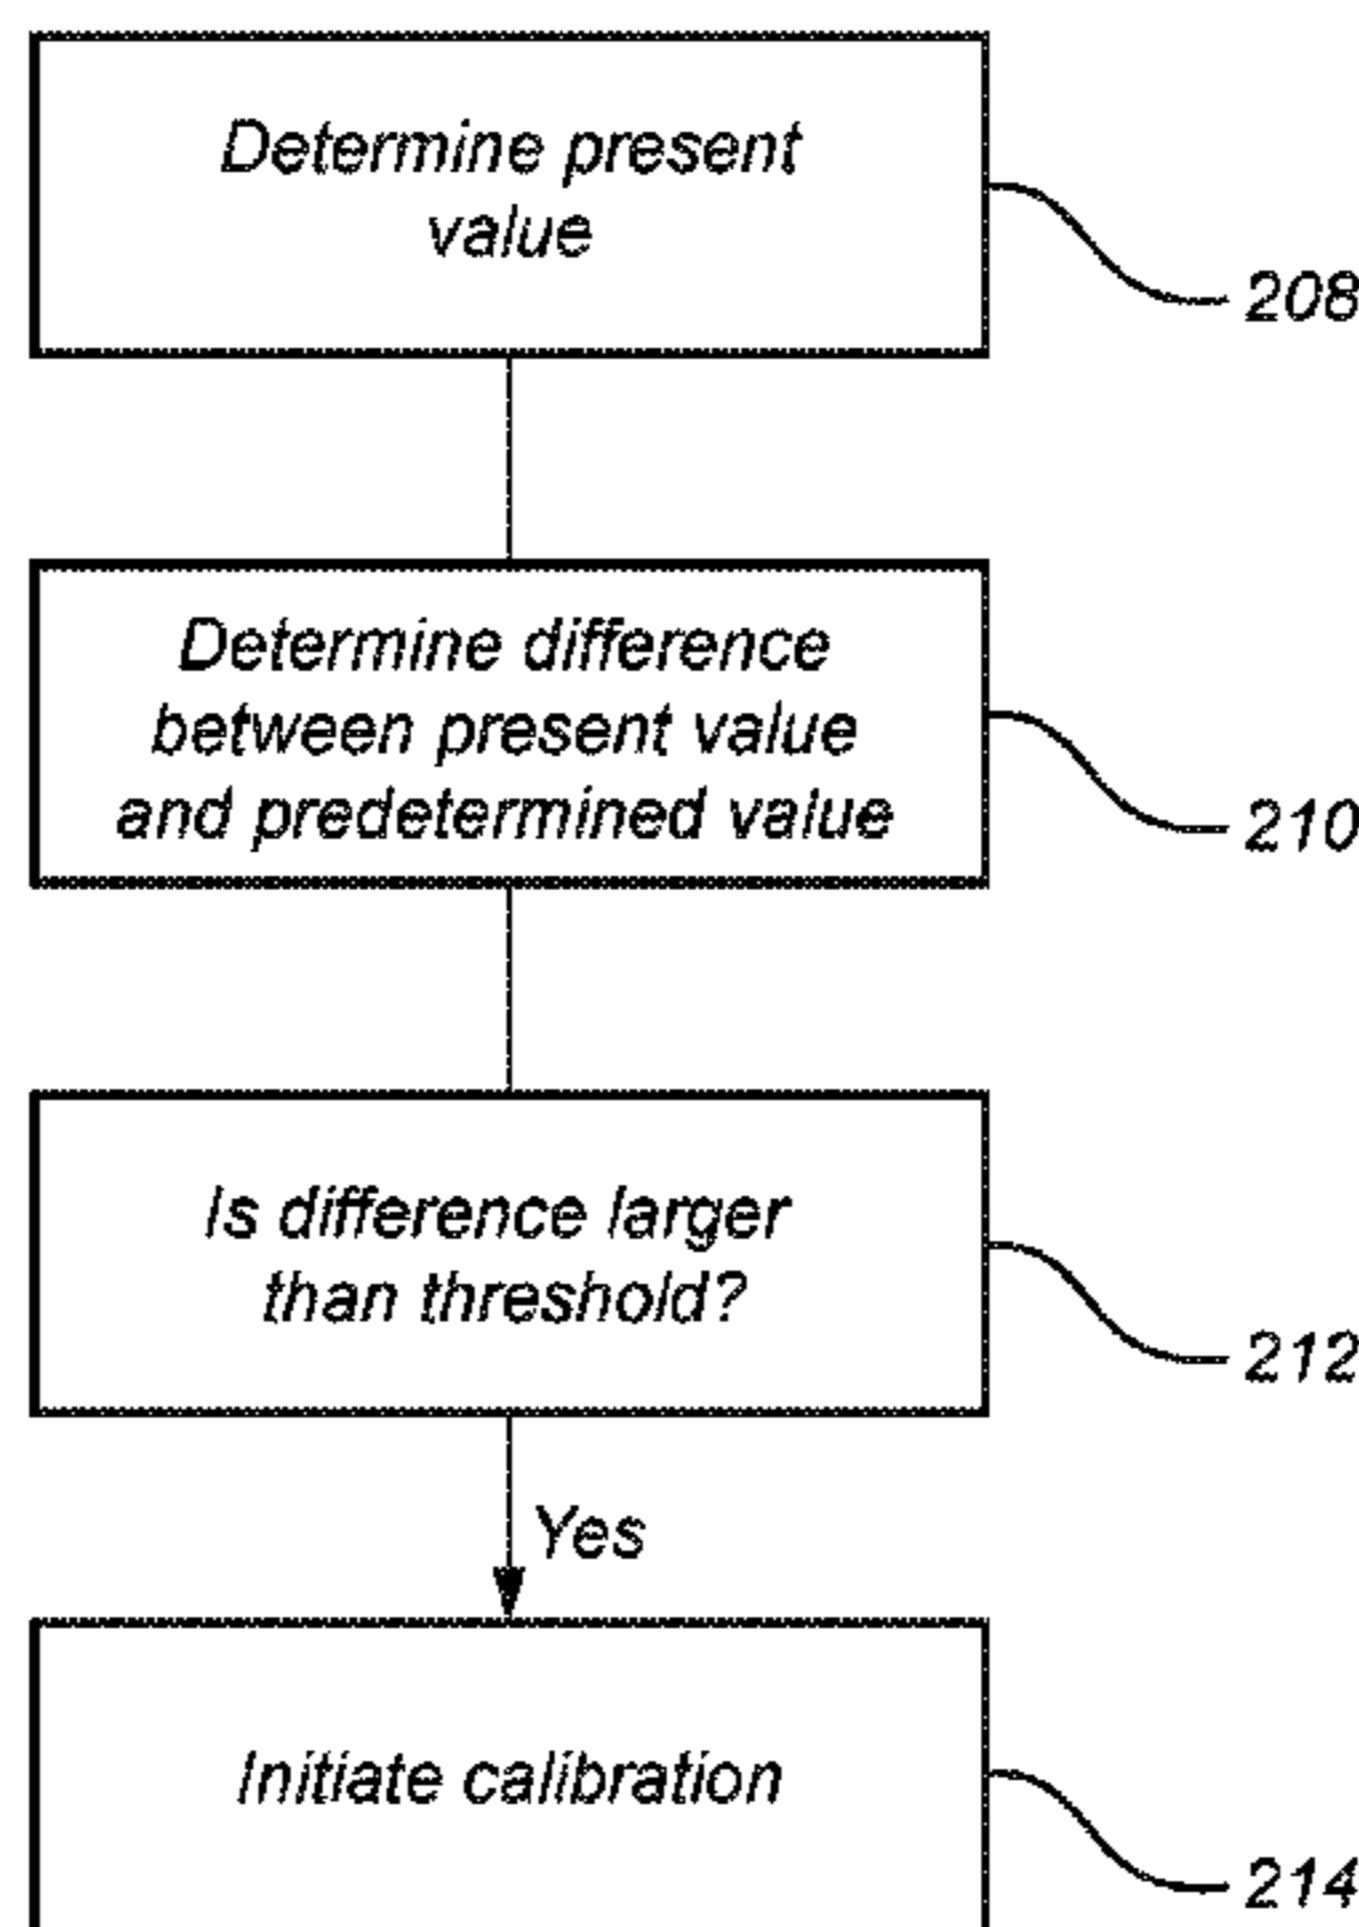 Determine present
value
208
Determine difference
between present value
and predetermined value
210
Is difference larger
than threshold?
212
Yes
Initiate calibration
214